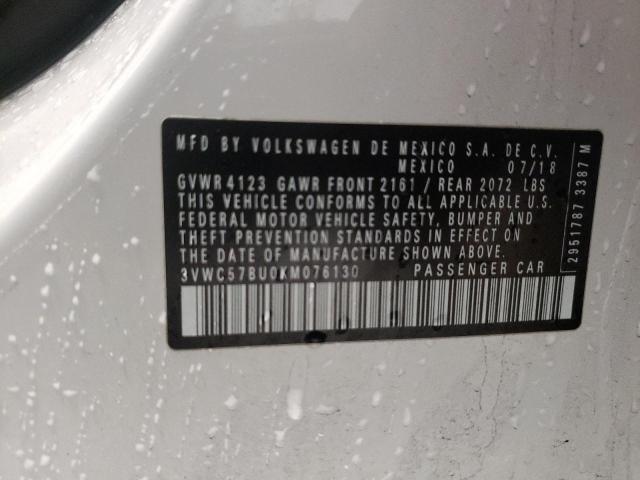 MFD BY VOLKSWAGEN DE MEXICO S.A. DE C.V.
MEXICO 07/18
GVWR 4123 GAWR FRONT 2161 / REAR 2072 LBS
THIS VEHICLE CONFORMS TO ALL APPLICABLE U.S.
FEDERAL MOTOR VEHICLE SAFETY, BUMPER AND
THEFT PREVENTION STANDARDS IN EFFECT ON
THE DATE OF MANUFACTURE SHOWN ABOVE.
3VWC57BU0KM076130 PASSENGER CAR
2951787 3387 M